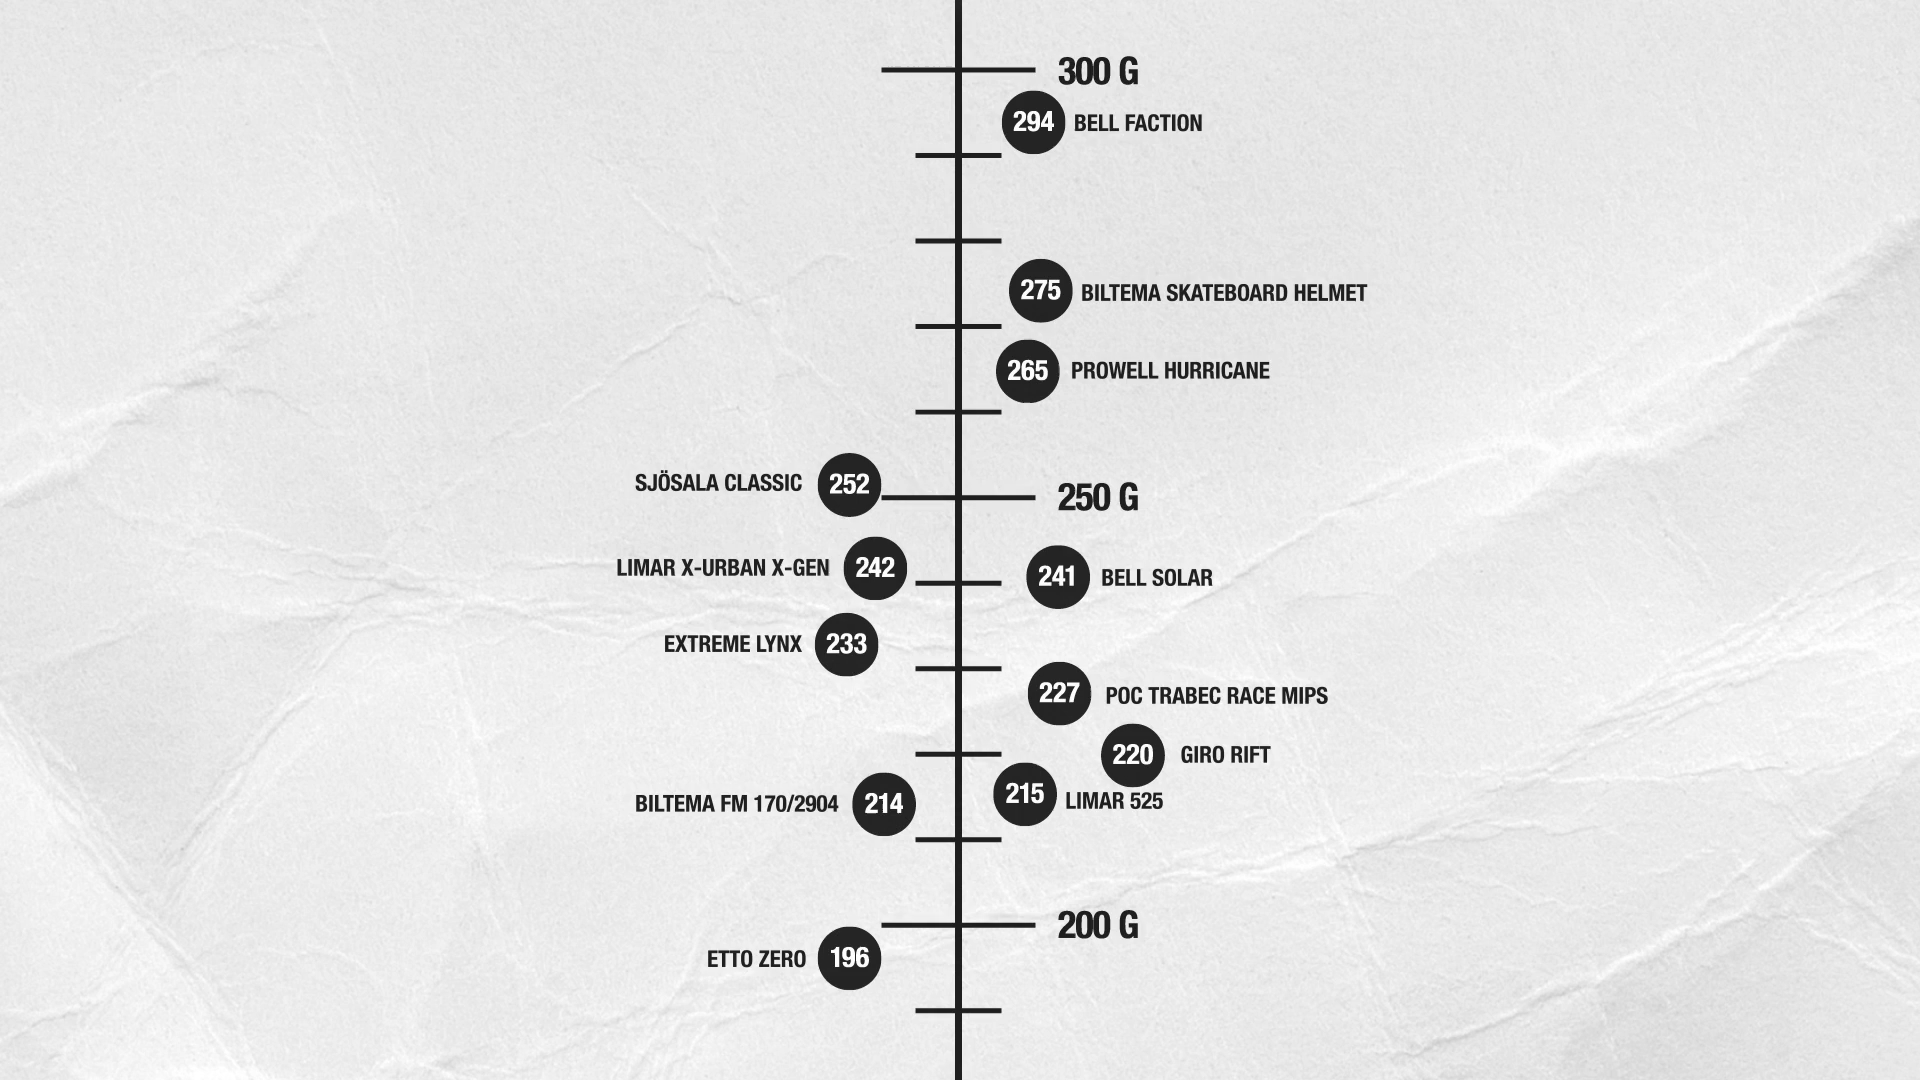 300 G
294 BELL FACTION
275 BILTEMA SKATEBOARD HELMET
265 PROWELL HURRICANE
SJÖSALA CLASSIC 252
250 G
LIMAR X-URBAN X-GEN 242
241 BELL SOLAR
EXTREME LYNX 233
227 POC TRABEC RACE MIPS
220 GIRO RIFT
215 LIMAR 525
BILTEMA FM 170/2904 214
200 G
ETTO ZERO 196